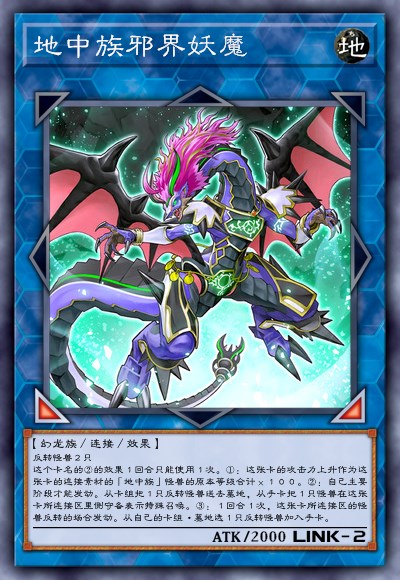 地中族邪界妖魔
地
【幻龙族／连接／效果】
反转怪兽2只
这个卡名的②的效果1回合只能使用1次。①：这张卡的攻击力上升作为这
张卡的连接素材的「地中族」怪兽的原本等级合计×100。②：自己主要
阶段才能发动。从卡组把1只反转怪兽送去墓地，从手卡把1只怪兽在这张
卡所连接区里侧守备表示特殊召唤。③：1回合1次，这张卡所连接区的怪
兽反转的场合发动。从自己的卡组·墓地选1只反转怪兽加入手卡。
ATK/2000 LINK-2